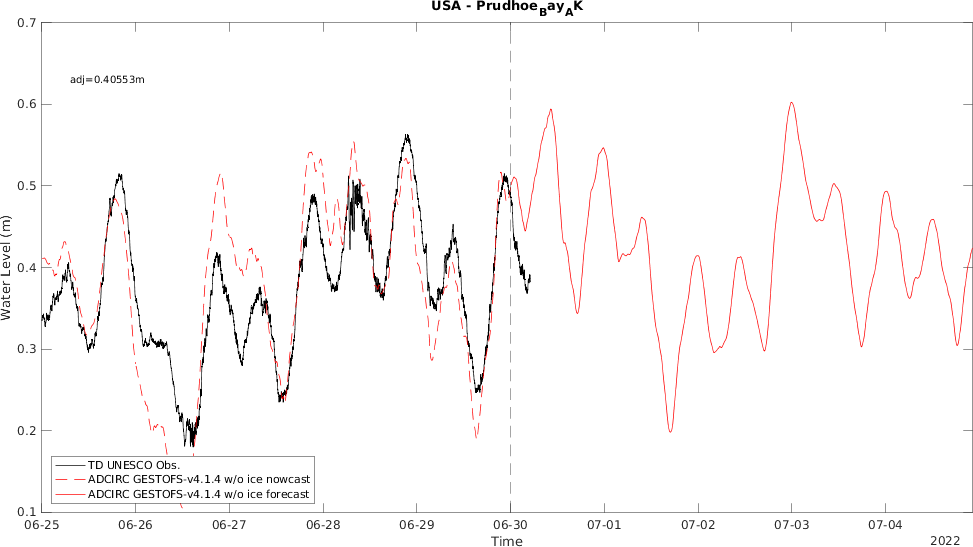 USA - Prudhoe_Bay_AK
0.7
adj=0.40553m
0.6
0.5
0.4
0.3
0.2
0.1
Water Level (m)
TD UNESCO Obs.
ADCIRC GESTOFS-v4.1.4 w/o ice nowcast
ADCIRC GESTOFS-v4.1.4 w/o ice forecast
06-25 06-26 06-27 06-28 06-29 06-30 07-01 07-02 07-03 07-04
Time
2022